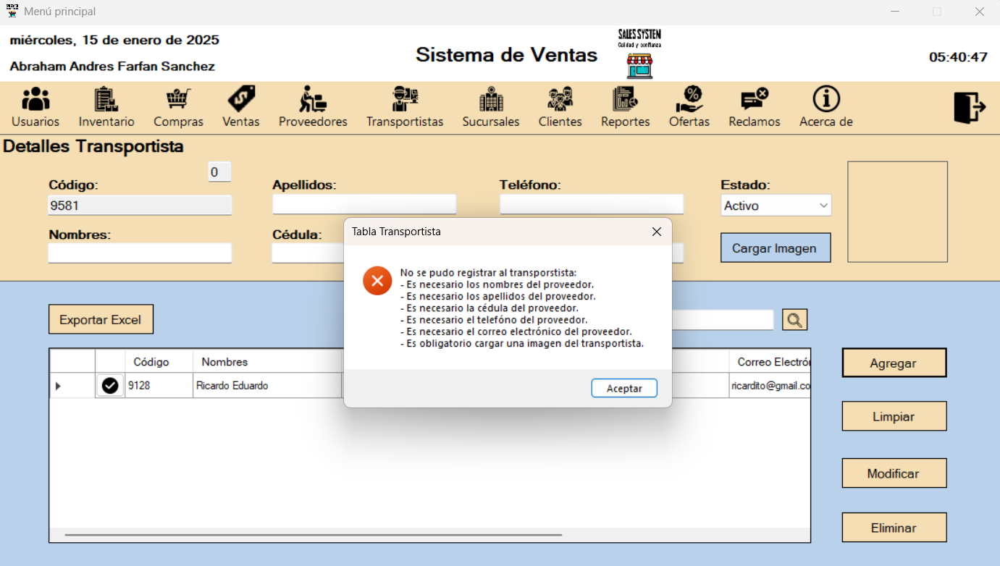 Menú principal
miércoles, 15 de enero de 2025
Abraham Andres Farfan Sanchez
Sistema de Ventas
SALES SYSTEN
Calidad y confianza
05:40:47
Usuarios
Inventario
Compras
Ventas
Proveedores
Transportistas
Sucursales
Clientes
Reportes
Ofertas
Reclamos
Acerca de
Detalles Transportista
0
Código:
9581
Apellidos:
Teléfono:
Estado:
Activo
Nombres:
Cédula:
Cargar Imagen
Tabla Transportista
No se pudo registrar al transporstista:
- Es necesario los nombres del proveedor.
- Es necesario los apellidos del proveedor.
- Es necesario la cédula del proveedor.
- Es necesario el telefóno del proveedor.
- Es necesario el correo electrónico del proveedor.
- Es obligatorio cargar una imagen del transportista.
Aceptar
Exportar Excel
Código Nombres Correo Electrón
9128 Ricardo Eduardo ricardito@gmail.co
Agregar
Limpiar
Modificar
Eliminar